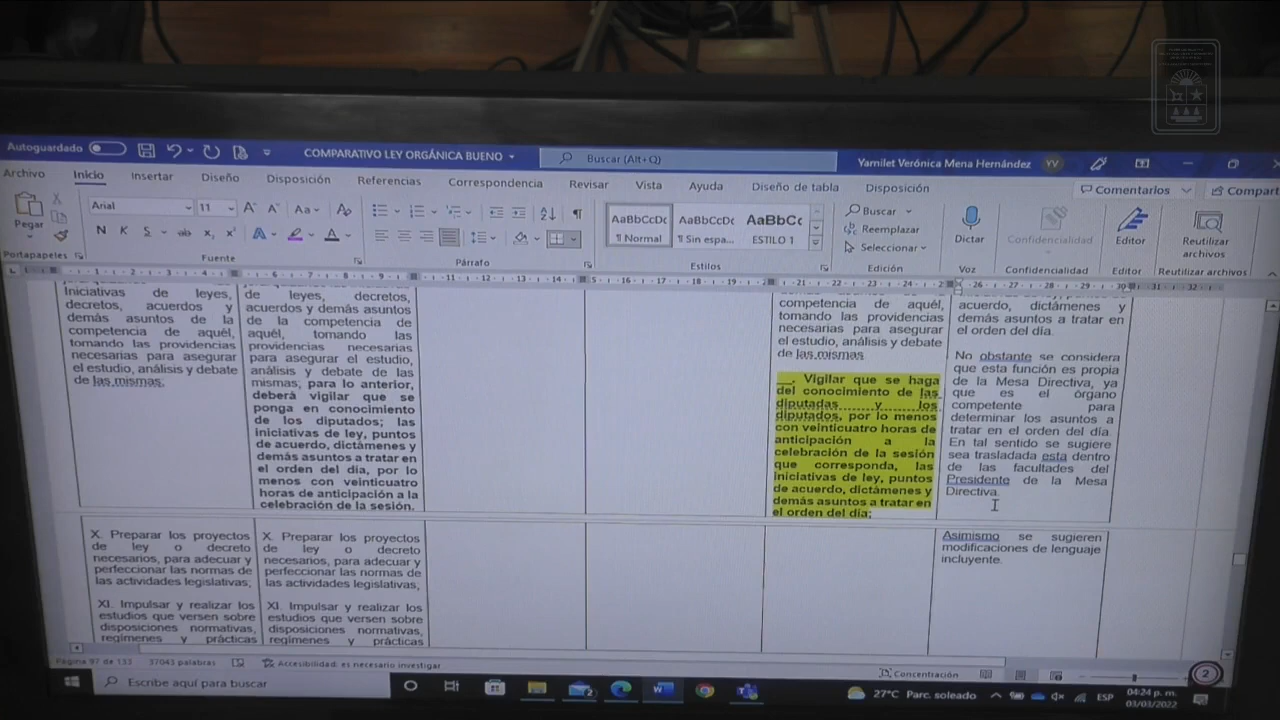 Autoguardado
COMPARATIVO LEY ORGÁNICA BUENO
Buscar (Alt+Q)
Yamilet Verónica Mena Hernández
YV
Archivo
Inicio
Insertar
Diseño
Disposición
Referencias
Correspondencia
Revisar
Vista
Ayuda
Diseño de tabla
Disposición
Comentarios
Compart
Pegar
Portapapeles
Arial
11
Aa
N K S ab x₂ x²
Fuente
Párrafo
AaBbCcDc
¶ Normal
AaBbCcDc
¶ Sin espa...
AaBbCc
ESTILO 1
Estilos
Buscar
Reemplazar
Seleccionar
Edición
Dictar
Voz
Confidencialidad
Confidencialidad
Editor
Editor
Reutilizar
archivos
Reutilizar archivos
Iniciativas de leyes,
decretos, acuerdos y
demás asuntos de la
competencia de aquél,
tomando las providencias
necesarias para asegurar
el estudio, análisis y debate
de las mismas;
de leyes, decretos,
acuerdos y demás asuntos
de la competencia de
aquél, tomando las
providencias necesarias
para asegurar el estudio,
análisis y debate de las
mismas; para lo anterior,
deberá vigilar que se
ponga en conocimiento
de los diputados; las
iniciativas de ley, puntos
de acuerdo, dictámenes y
demás asuntos a tratar en
el orden del día, por lo
menos con veinticuatro
horas de anticipación a la
celebración de la sesión.
competencia de aquél,
tomando las providencias
necesarias para asegurar
el estudio, análisis y debate
de las mismas
__. Vigilar que se haga
del conocimiento de las
diputadas y los
diputados, por lo menos
con veinticuatro horas de
anticipación a la
celebración de la sesión
que corresponda, las
iniciativas de ley, puntos
de acuerdo, dictámenes y
demás asuntos a tratar en
el orden del día;
acuerdo, dictámenes y
demás asuntos a tratar en
el orden del día.
No obstante se considera
que esta función es propia
de la Mesa Directiva, ya
que es el órgano
competente para
determinar los asuntos a
tratar en el orden del día.
En tal sentido se sugiere
sea trasladada esta dentro
de las facultades del
Presidente de la Mesa
Directiva.
X. Preparar los proyectos
de ley o decreto
necesarios, para adecuar y
perfeccionar las normas de
las actividades legislativas;
XI. Impulsar y realizar los
estudios que versen sobre
disposiciones normativas,
regímenes y prácticas
X. Preparar los proyectos
de ley o decreto
necesarios, para adecuar y
perfeccionar las normas de
las actividades legislativas;
XI. Impulsar y realizar los
estudios que versen sobre
disposiciones normativas,
regímenes y prácticas
Asimismo se sugieren
modificaciones de lenguaje
incluyente.
Página 97 de 133
37043 palabras
Accesibilidad: es necesario investigar
Concentración
Escribe aquí para buscar
27°C Parc. soleado
ESP
04:24 p. m.
03/03/2022
2